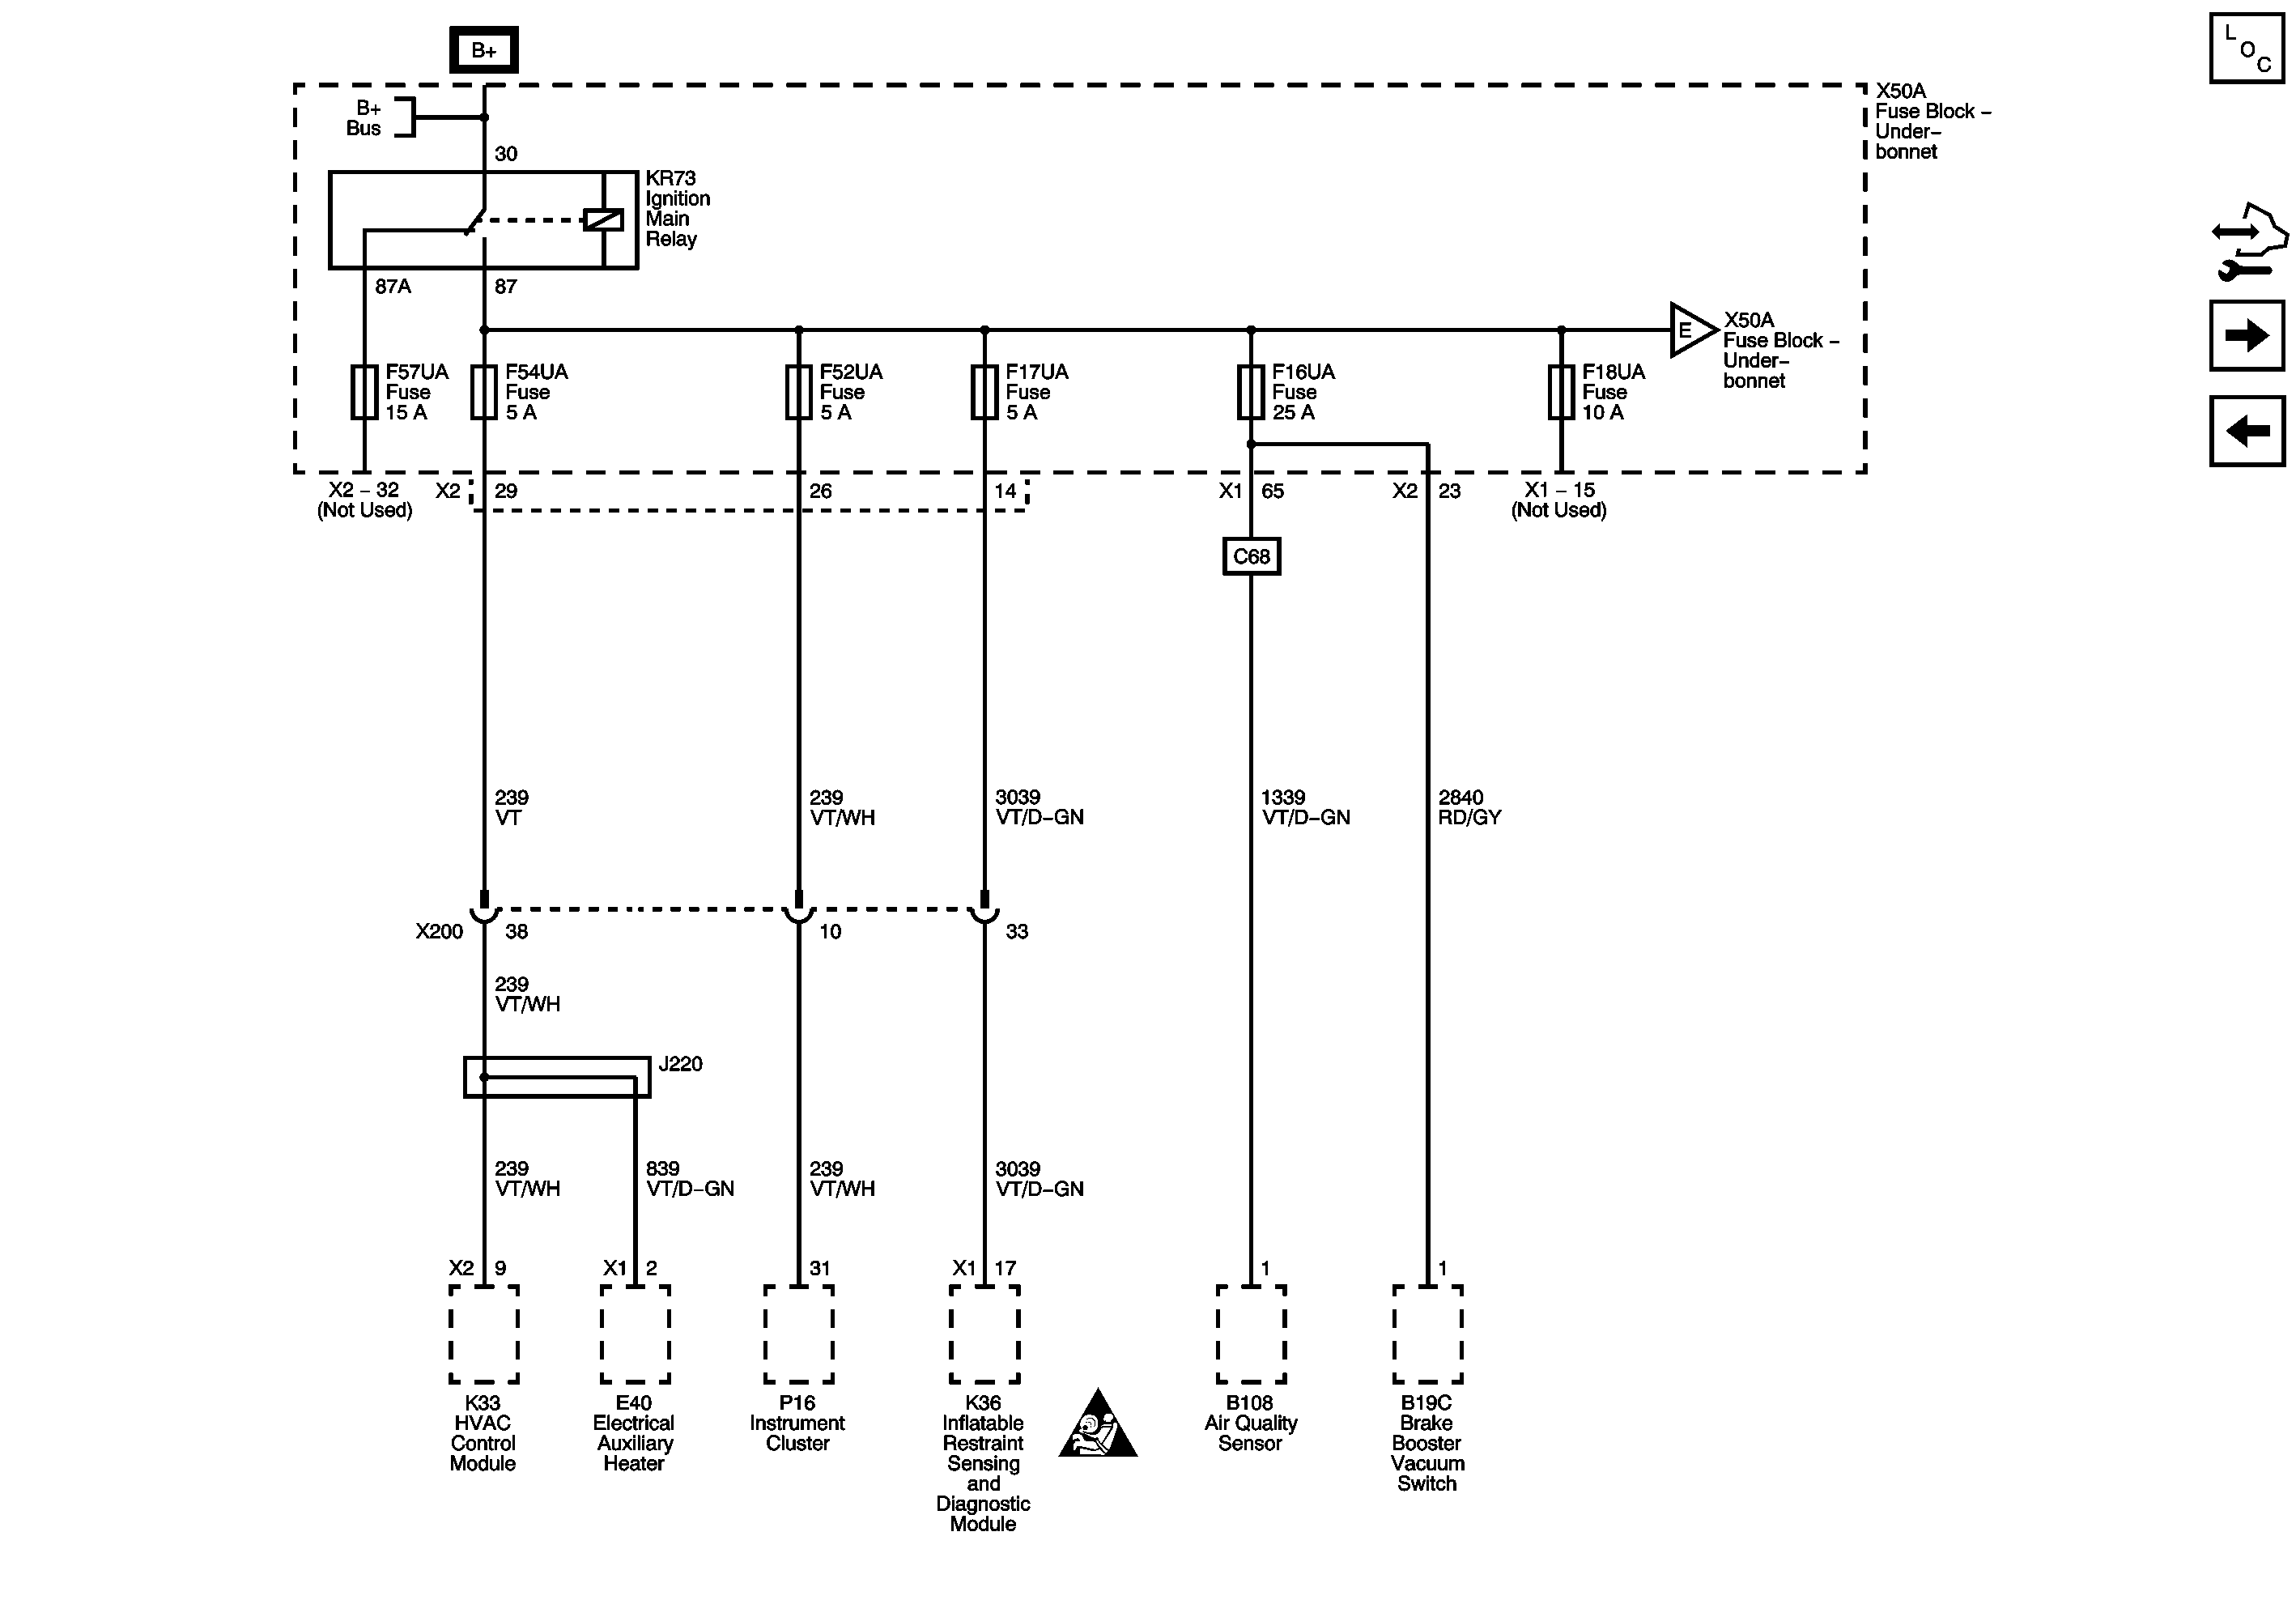 B+
L
O
C
B+
Bus
30
X50A
Fuse Block –
Under–
bonnet
KR73
Ignition
Main
Relay
87A
87
E
X50A
Fuse Block –
Under–
bonnet
F57UA
Fuse
15 A
F54UA
Fuse
5 A
F52UA
Fuse
5 A
F17UA
Fuse
5 A
F16UA
Fuse
25 A
F18UA
Fuse
10 A
X2 – 32
(Not Used)
X2
29
26
14
X1
65
X2
23
X1 – 15
(Not Used)
C68
239
VT
239
VT/WH
3039
VT/D–GN
1339
VT/D–GN
2840
RD/GY
X200
38
10
33
239
VT/WH
J220
239
VT/WH
839
VT/D–GN
239
VT/WH
3039
VT/D–GN
X2
9
X1
2
31
X1
17
1
1
K33
HVAC
Control
Module
E40
Electrical
Auxiliary
Heater
P16
Instrument
Cluster
K36
Inflatable
Restraint
Sensing
and
Diagnostic
Module
B108
Air Quality
Sensor
B19C
Brake
Booster
Vacuum
Switch